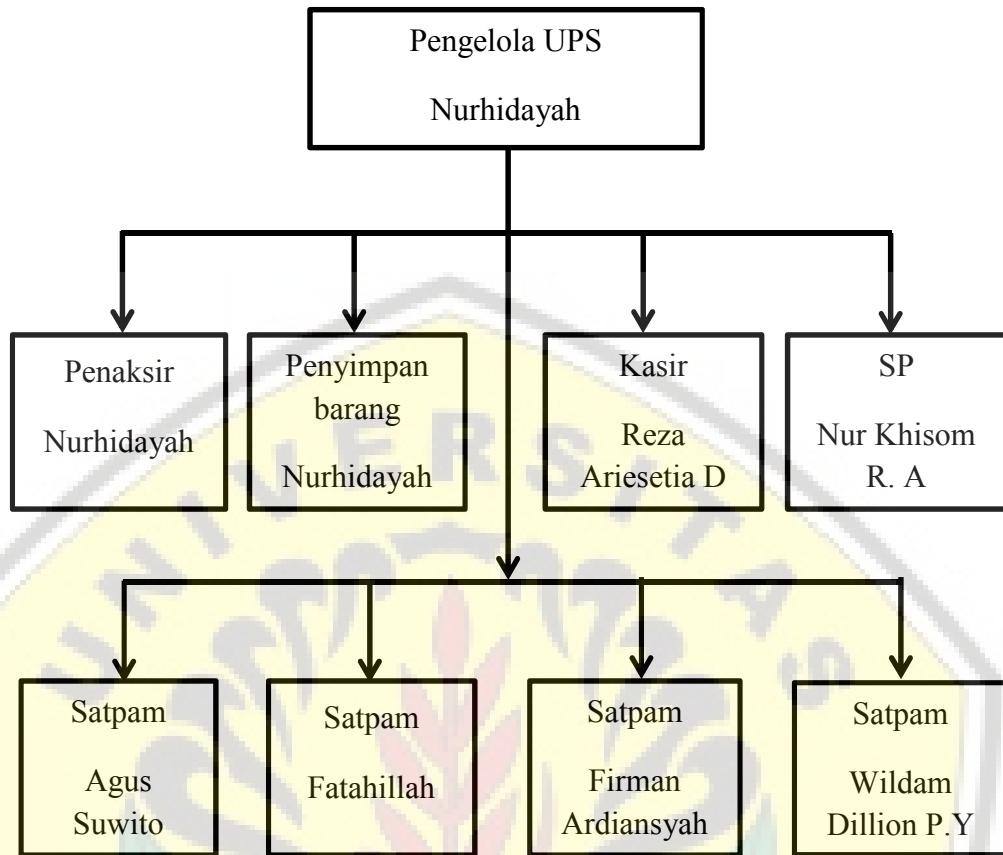 Pengelola UPS
Nurhidayah
Penaksir
Nurhidayah
Penyimpan
barang
Nurhidayah
Kasir
Reza
Ariesetia D
SP
Nur Khisom
R. A
UNIVERSITAS
Satpam
Agus
Suwito
Satpam
Fatahillah
Satpam
Firman
Ardiansyah
Satpam
Wildam
Dillion P.Y